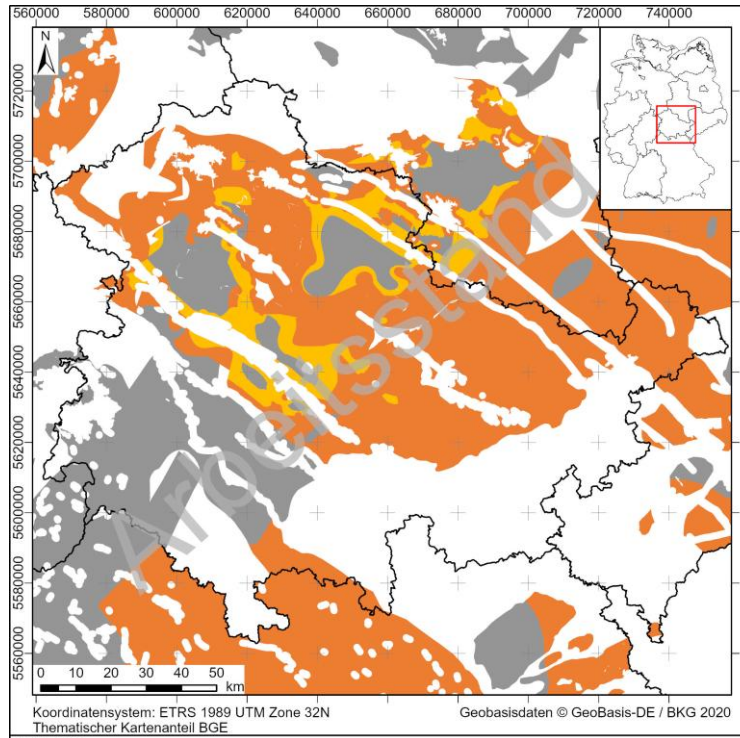 560000 580000 600000 620000 640000 660000 680000 700000 720000 740000
N
5720000
5700000
5680000
5660000
5640000
5620000
5600000
5580000
5560000
Arbeitsstand
0 10 20 30 40 50
km
Koordinatensystem: ETRS 1989 UTM Zone 32N Geobasisdaten © GeoBasis-DE / BKG 2020
Thematischer Kartenanteil BGE